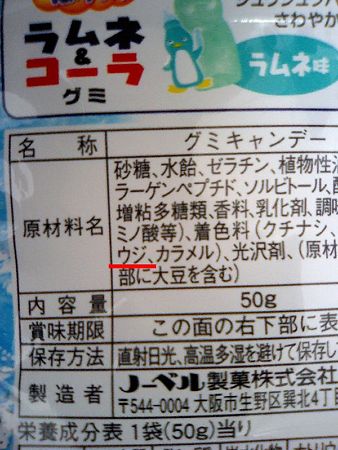 ラムネ
&
コーラ
グミ
さわやか
ラムネ味
名 称 グミキャンデー
原材料名 砂糖、水飴、ゼラチン、植物性
ラーゲンペプチド、ソルビトール、
増粘多糖類、香料、乳化剤、調味
ミノ酸等)、着色料(クチナシ、
ウジ、カラメル)、光沢剤、(原材
部に大豆を含む)
内 容 量 50g
賞味期限 この面の右下部に表
保存方法 直射日光、高温多湿を避けて保存し
製 造 者 ノーベル製菓株式会
〒544-0004 大阪市生野区巽北4丁
栄養成分表 1袋(50g)当り